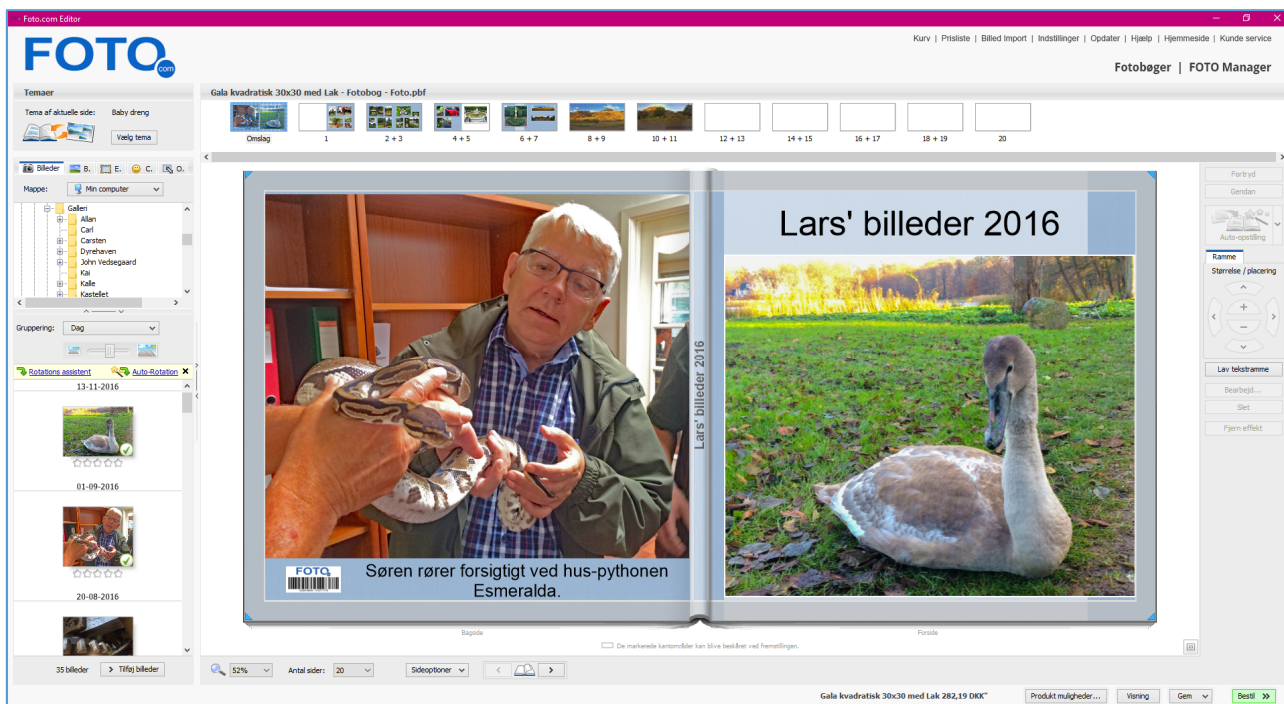 Foto.com Editor
FOTO.com
Kurv | Prisliste | Billed Import | Indstillinger | Opdater | Hjælp | Hjemmeside | Kunde service
Fotobøger | FOTO Manager
Temaer
Tema af aktuelle side: Baby dreng
Vælg tema
Gala kvadratisk 30x30 med Lak - Fotobog - Foto.pbf
Omslag
1
2 + 3
4 + 5
6 + 7
8 + 9
10 + 11
12 + 13
14 + 15
16 + 17
18 + 19
20
Billeder
B.
E.
C.
O.
Mappe: Min computer
Galleri
Allan
Carl
Carsten
Dyrehaven
John Vedsegaard
Kai
Kalle
Kastellet
Gruppering: Dag
Rotations assistent
Auto-Rotation
13-11-2016
01-09-2016
20-08-2016
35 billeder
Tilføj billeder
FOTO
Søren rører forsigtigt ved hus-pythonen
Esmeralda.
Lars' billeder 2016
Lars' billeder 2016
Bagside
Forside
De markerede kantområder kan blive beskåret ved fremstillingen.
52%
Antal sider: 20
Sideoptioner
Fortryd
Gendan
Auto-opstilling
Ramme
Størrelse / placering
Lav tekstramme
Bearbejd...
Slet
Fjern effekt
Gala kvadratisk 30x30 med Lak 282,19 DKK*
Produkt muligheder...
Visning
Gem
Bestil